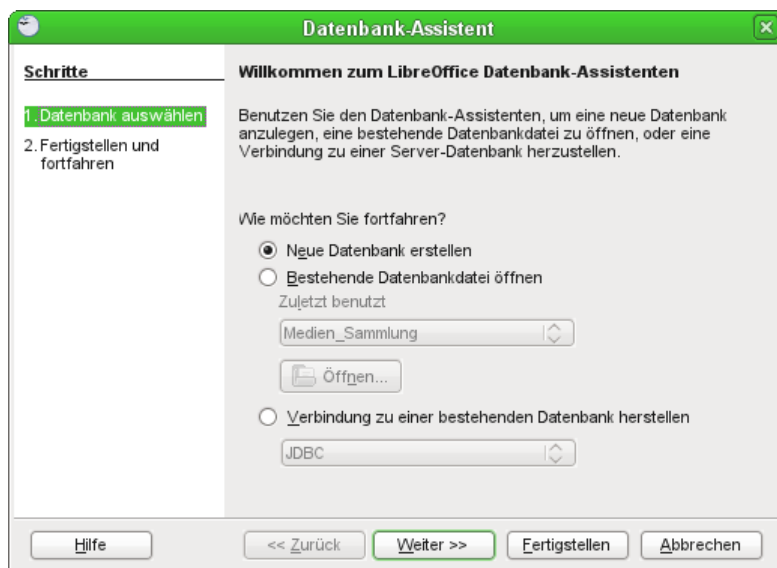 Datenbank-Assistent
Schritte
1. Datenbank auswählen
2. Fertigstellen und
fortfahren
Willkommen zum LibreOffice Datenbank-Assistenten
Benutzen Sie den Datenbank-Assistenten, um eine neue Datenbank
anzulegen, eine bestehende Datenbankdatei zu öffnen, oder eine
Verbindung zu einer Server-Datenbank herzustellen.
Wie möchten Sie fortfahren?
Neue Datenbank erstellen
Bestehende Datenbankdatei öffnen
Zuletzt benutzt
Medien_Sammlung
Öffnen...
Verbindung zu einer bestehenden Datenbank herstellen
JDBC
Hilfe
<< Zurück
Weiter >>
Fertigstellen
Abbrechen